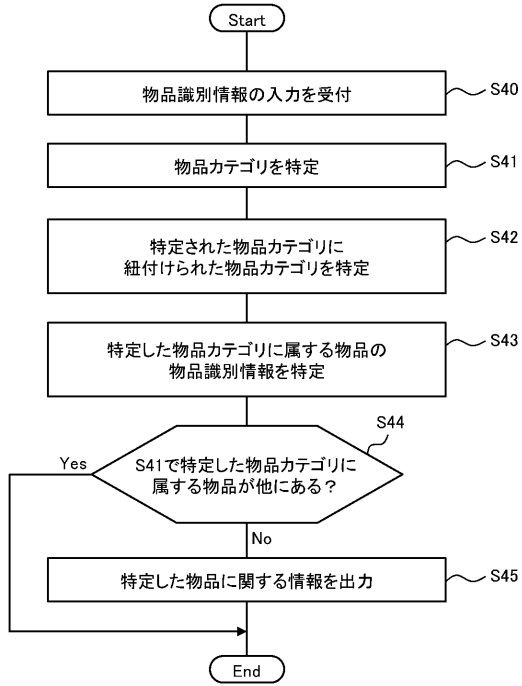 Start
物品識別情報の入力を受付
S40
物品カテゴリを特定
S41
特定された物品カテゴリに
紐付けられた物品カテゴリを特定
S42
特定した物品カテゴリに属する物品の
物品識別情報を特定
S43
S44
Yes
S41で特定した物品カテゴリに
属する物品が他にある？
No
特定した物品に関する情報を出力
S45
End